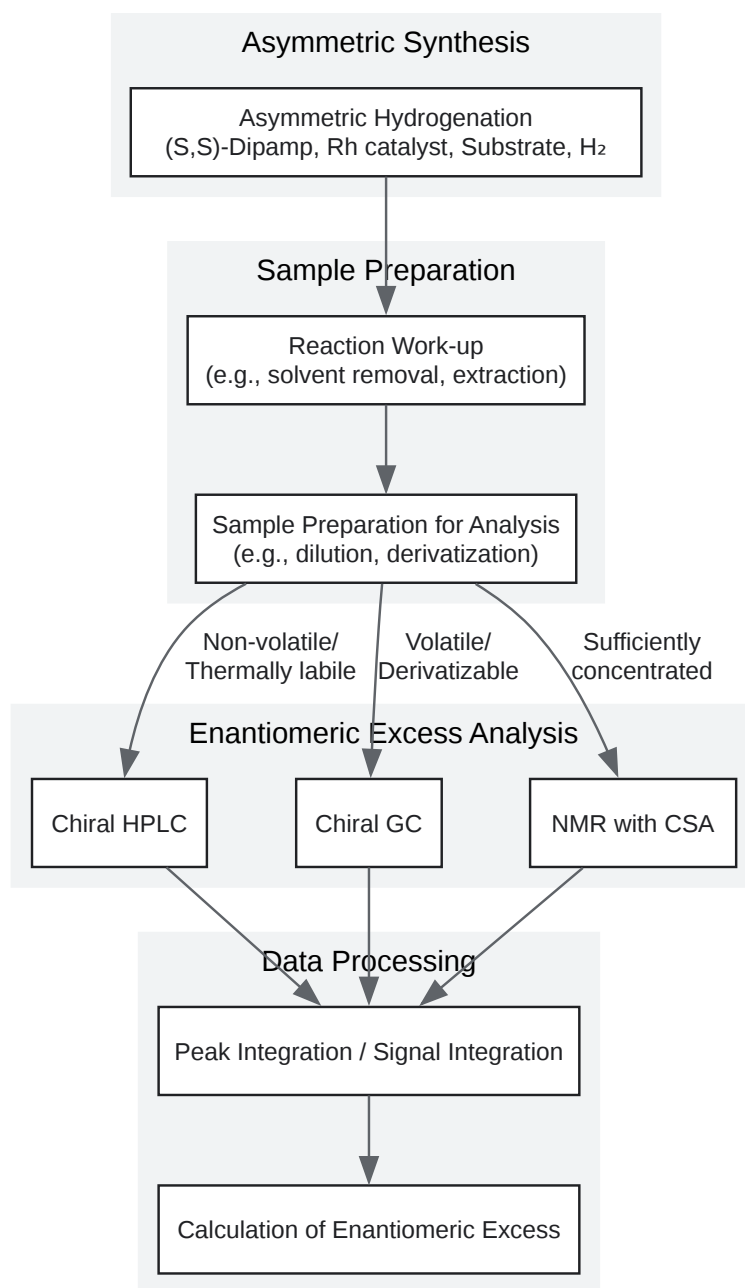 Asymmetric Synthesis
Asymmetric Hydrogenation
(S,S)-Dipamp, Rh catalyst, Substrate, H₂
Sample Preparation
Reaction Work-up
(e.g., solvent removal, extraction)
Sample Preparation for Analysis
(e.g., dilution, derivatization)
Non-volatile/
Thermally labile
Volatile/
Derivatizable
Sufficiently
concentrated
Enantiomeric Excess Analysis
Chiral HPLC
Chiral GC
NMR with CSA
Data Processing
Peak Integration / Signal Integration
Calculation of Enantiomeric Excess